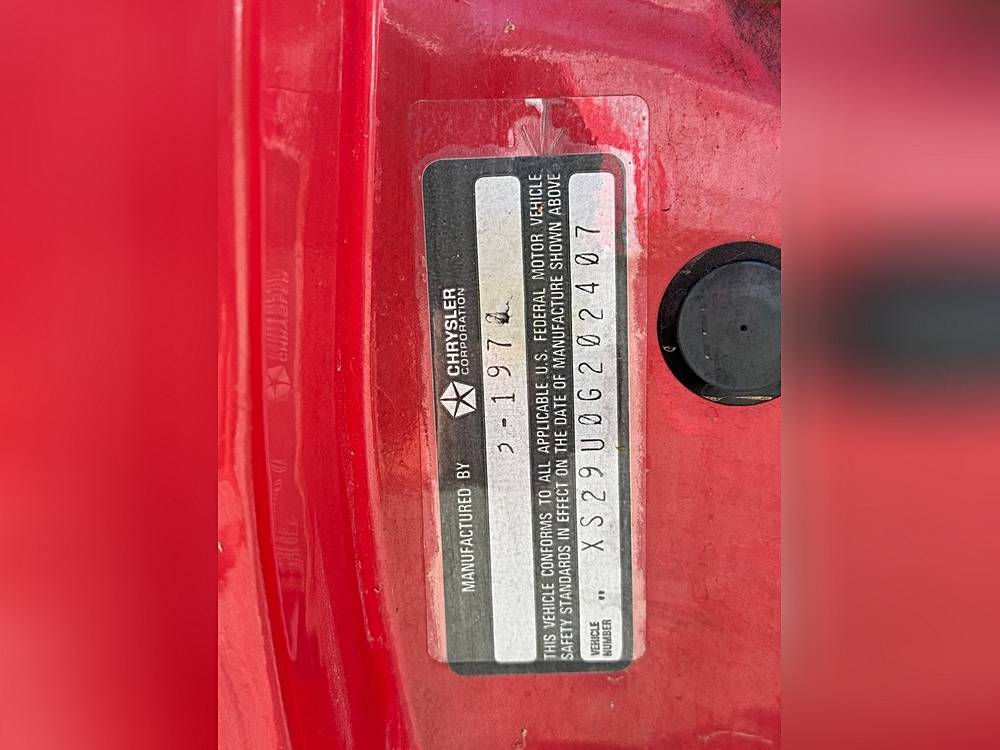 MANUFACTURED BY CHRYSLER CORPORATION
-1970
THIS VEHICLE CONFORMS TO ALL APPLICABLE U.S. FEDERAL MOTOR VEHICLE
SAFETY STANDARDS IN EFFECT ON THE DATE OF MANUFACTURE SHOWN ABOVE
VEHICLE NUMBER " XS29U0G202407